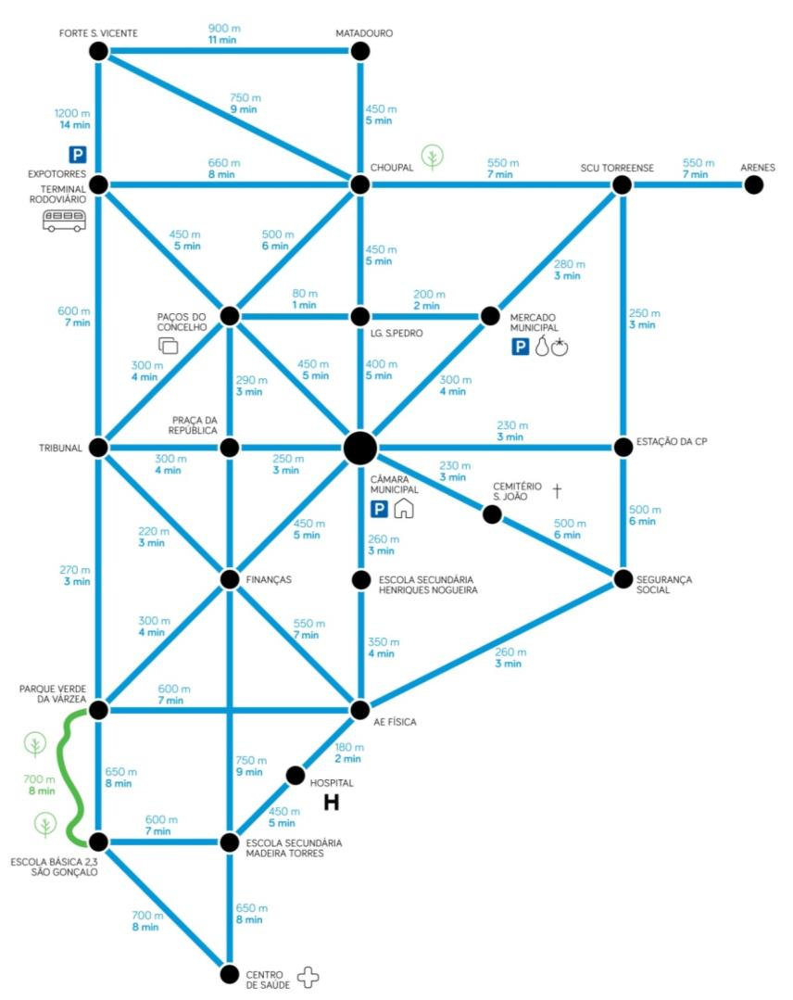 900 m
FORTE S. VICENTE
MATADOURO
11 min
750 m
9 min
1200 m
14 min
450 m
5 min
P
EXPOTORRES
TERMINAL
RODOVIÁRIO
660 m
8 min
CHOUPAL
550 m
7 min
SCU TORREENSE
550 m
7 min
ARENES
450 m
5 min
500 m
6 min
450 m
5 min
280 m
3 min
600 m
7 min
PAÇOS DO
CONCELHO
80 m
1 min
LG. S.PEDRO
200 m
2 min
MERCADO
MUNICIPAL
P
250 m
3 min
300 m
4 min
290 m
3 min
450 m
5 min
400 m
5 min
300 m
4 min
TRIBUNAL
PRAÇA DA
REPÚBLICA
300 m
4 min
250 m
3 min
230 m
3 min
ESTAÇÃO DA CP
CÂMARA
MUNICIPAL
P
230 m
3 min
CEMITÉRIO
S. JOÃO
220 m
3 min
450 m
5 min
260 m
3 min
500 m
6 min
500 m
6 min
270 m
3 min
FINANÇAS
ESCOLA SECUNDÁRIA
HENRIQUES NOGUEIRA
SEGURANÇA
SOCIAL
300 m
4 min
550 m
7 min
350 m
4 min
260 m
3 min
PARQUE VERDE
DA VÁRZEA
600 m
7 min
AE FÍSICA
700 m
8 min
650 m
8 min
750 m
9 min
180 m
2 min
HOSPITAL
H
450 m
5 min
600 m
7 min
ESCOLA BÁSICA 2,3
SÃO GONÇALO
ESCOLA SECUNDÁRIA
MADEIRA TORRES
700 m
8 min
650 m
8 min
CENTRO
DE SAÚDE